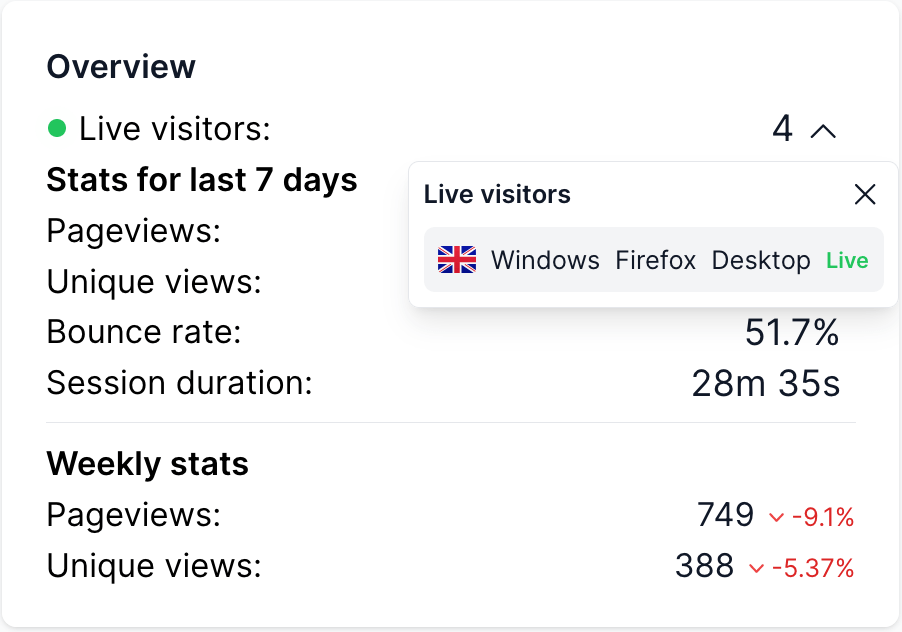 Overview
Live visitors: 4
Stats for last 7 days
Live visitors
Pageviews:
Windows Firefox Desktop Live
Unique views:
Bounce rate: 51.7%
Session duration: 28m 35s
Weekly stats
Pageviews: 749 -9.1%
Unique views: 388 -5.37%